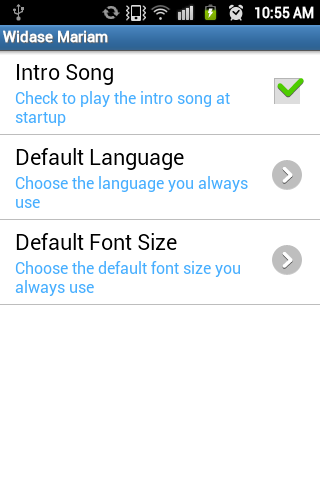 10:55 AM
Widase Mariam
Intro Song
Check to play the intro song at
startup
Default Language
Choose the language you always
use
Default Font Size
Choose the default font size you
always use